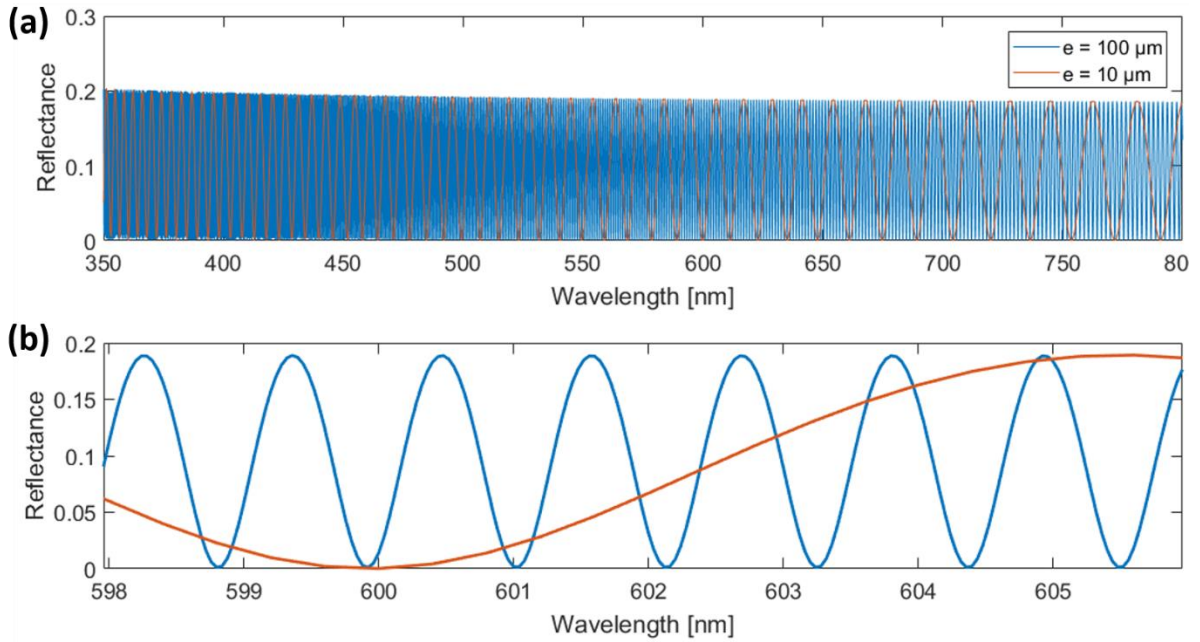 (a)
0.3
0.2
0.1
0
Reflectance
e = 100 µm
e = 10 µm
350 400 450 500 550 600 650 700 750 80
Wavelength [nm]
(b)
0.2
0.15
0.1
0.05
0
Reflectance
598 599 600 601 602 603 604 605
Wavelength [nm]